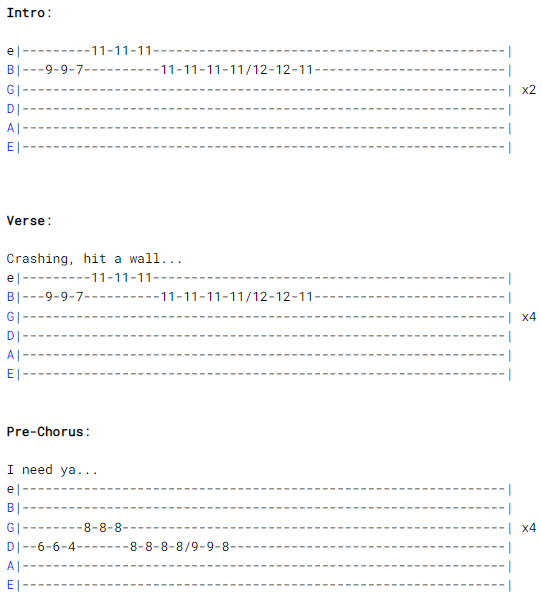 Intro:
e|---------11-11-11----------------------------------------------|
B|---9-9-7----------11-11-11-11/12-12-11-------------------------|
G|---------------------------------------------------------------| x2
D|---------------------------------------------------------------|
A|---------------------------------------------------------------|
E|---------------------------------------------------------------|
Verse:
Crashing, hit a wall...
e|---------11-11-11----------------------------------------------|
B|---9-9-7----------11-11-11-11/12-12-11-------------------------|
G|---------------------------------------------------------------| x4
D|---------------------------------------------------------------|
A|---------------------------------------------------------------|
E|---------------------------------------------------------------|
Pre-Chorus:
I need ya...
e|---------------------------------------------------------------|
B|---------------------------------------------------------------|
G|--------8-8-8--------------------------------------------------| x4
D|--6-6-4-------8-8-8-8/9-9-8------------------------------------|
A|---------------------------------------------------------------|
E|---------------------------------------------------------------|